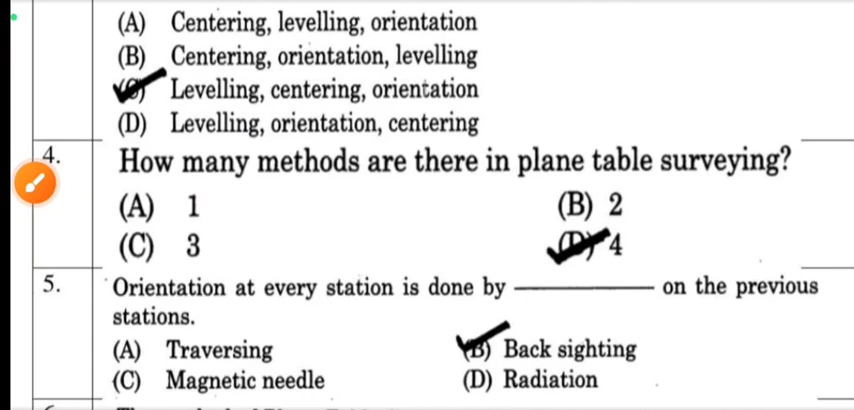 (A) Centering, levelling, orientation
(B) Centering, orientation, levelling
(C) Levelling, centering, orientation
(D) Levelling, orientation, centering
4. How many methods are there in plane table surveying?
(A) 1 (B) 2
(C) 3 (D) 4
5. Orientation at every station is done by ________ on the previous
stations.
(A) Traversing (B) Back sighting
(C) Magnetic needle (D) Radiation